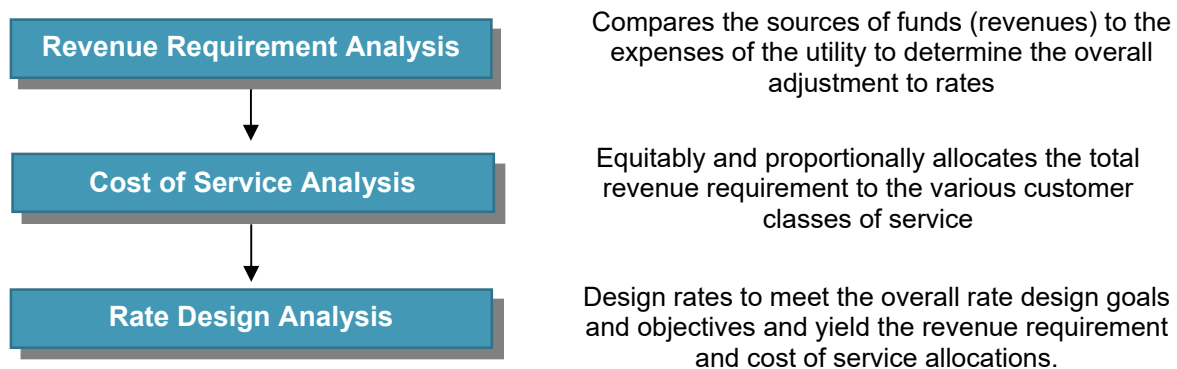 Revenue Requirement Analysis
Compares the sources of funds (revenues) to the
expenses of the utility to determine the overall
adjustment to rates
Cost of Service Analysis
Equitably and proportionally allocates the total
revenue requirement to the various customer
classes of service
Rate Design Analysis
Design rates to meet the overall rate design goals
and objectives and yield the revenue requirement
and cost of service allocations.